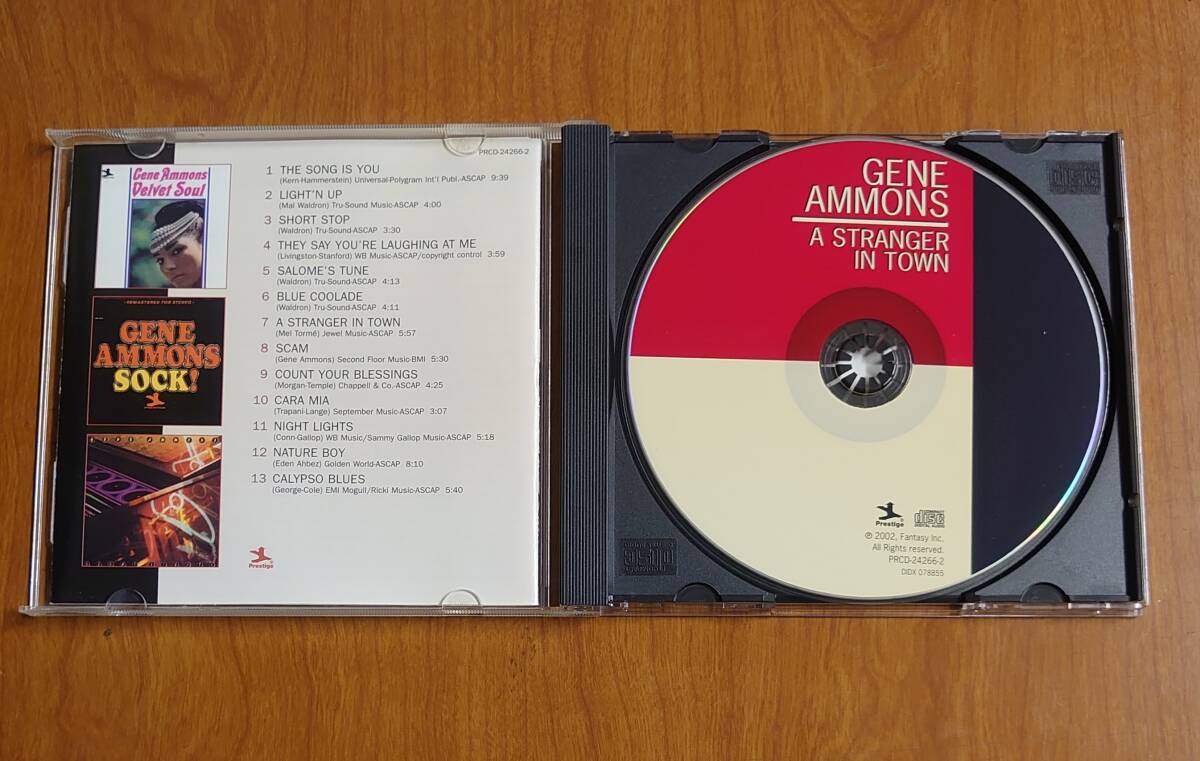 PRCD-24266-2
Gene Ammons
Velvet Soul
REMASTERED FOR STEREO
GENE
AMMONS
SOCK!
1 THE SONG IS YOU
(Kern-Hammerstein) Universal-Polygram Int'l Publ.-ASCAP 9:39
2 LIGHT'N UP
(Mal Waldron) Tru-Sound Music-ASCAP 4:00
3 SHORT STOP
(Waldron) Tru-Sound-ASCAP 3:30
4 THEY SAY YOU'RE LAUGHING AT ME
(Livingston-Stanford) WB Music-ASCAP/copyright control 3:59
5 SALOME'S TUNE
(Waldron) Tru-Sound-ASCAP 4:13
6 BLUE COOLADE
(Waldron) Tru-Sound-ASCAP 4:11
7 A STRANGER IN TOWN
(Mel Tormé) Jewel Music-ASCAP 5:57
8 SCAM
(Gene Ammons) Second Floor Music-BMI 5:30
9 COUNT YOUR BLESSINGS
(Morgan-Temple) Chappell & Co.-ASCAP 4:25
10 CARA MIA
(Trapani-Lange) September Music-ASCAP 3:07
11 NIGHT LIGHTS
(Conn-Gallop) WB Music/Sammy Gallop Music-ASCAP 5:18
12 NATURE BOY
(Eden Ahbez) Golden World-ASCAP 8:10
13 CALYPSO BLUES
(George-Cole) EMI Mogull/Ricki Music-ASCAP 5:40
Prestige
GENE
AMMONS
A STRANGER
IN TOWN
Prestige
COMPACT
disc
DIGITAL AUDIO
℗ 2002, Fantasy Inc.
All Rights reserved.
PRCD-24266-2
DIDX 078855